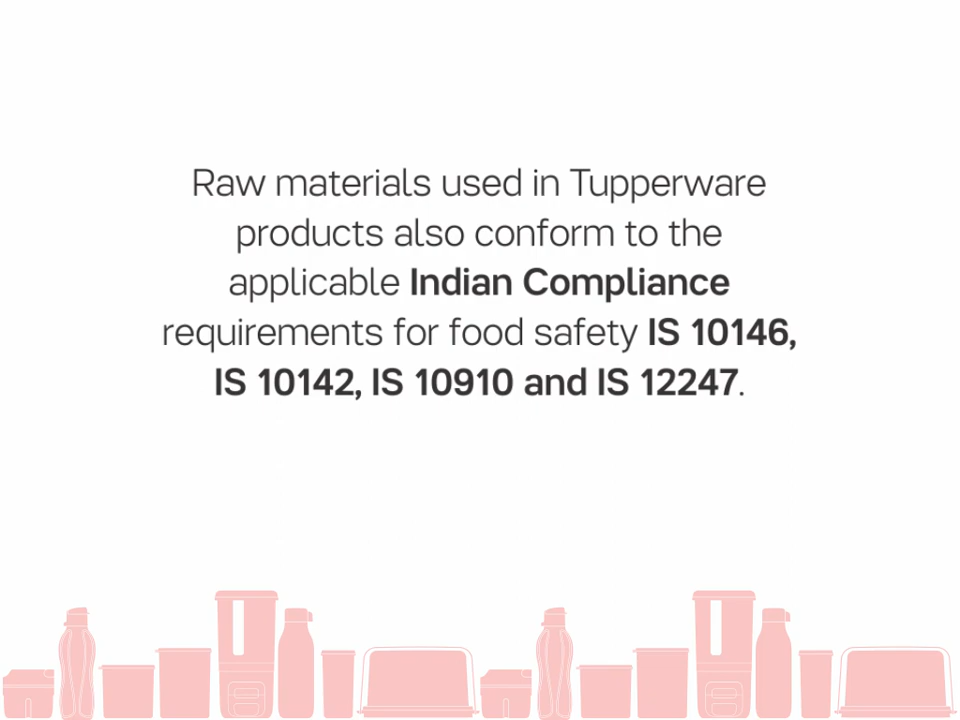 Raw materials used in Tupperware
products also conform to the
applicable Indian Compliance
requirements for food safety IS 10146,
IS 10142, IS 10910 and IS 12247.